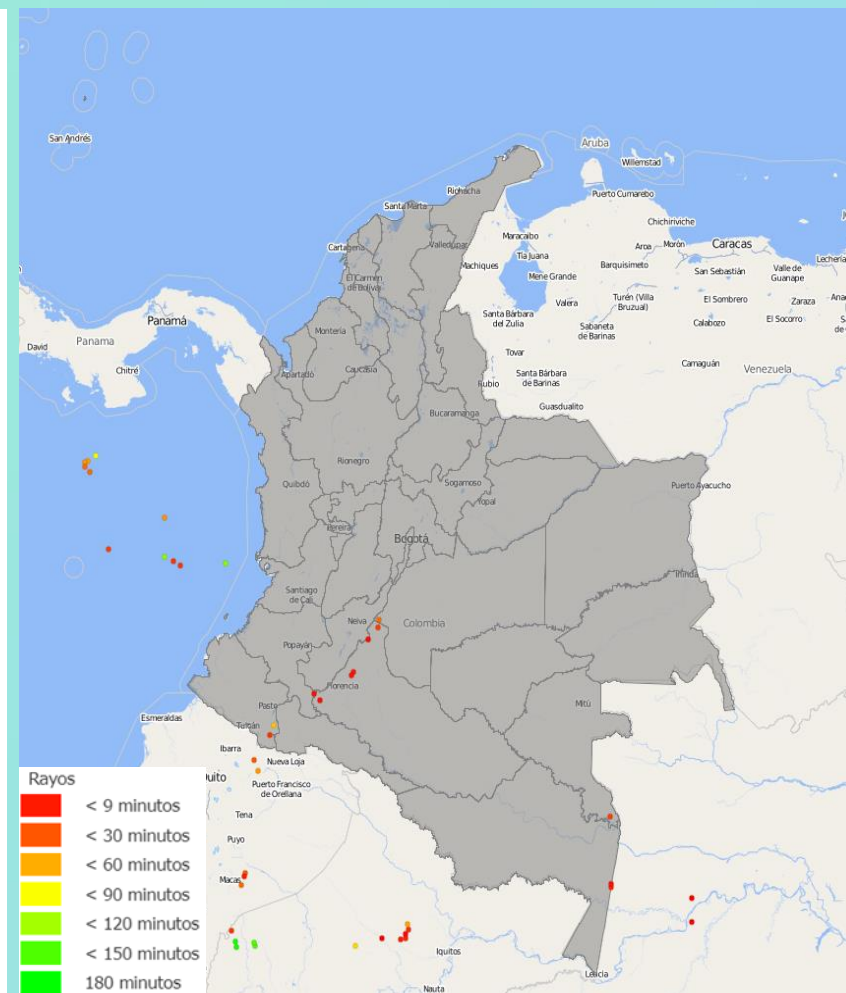 San Andrés
Aruba
Willemstad
Riohacha
Puerto Cumarebo
Santa Marta
Chichiriviche
Maracaibo
Cartagena
Valledupar
Aroa
Morón
Caracas
Tía Juana
Machiques
Barquisimeto
El Carmen
de Bolívar
Mene Grande
San Sebastián
Valle de
Guanape
Valera
Turén (Villa
Bruzual)
El Sombrero
Zaraza
Santa Bárbara
del Zulia
Panamá
Montería
Sabaneta
de Barinas
Calabozo
El Socorro
David
Panama
Tovar
Chitré
Caucasia
Apartadó
Camaguán
Venezuela
Santa Bárbara
de Barinas
Rubio
Guasdualito
Bucaramanga
Rionegro
Quibdó
Sogamoso
Puerto Ayacucho
Yopal
Pereira
Bogotá
Inírida
Santiago
de Cali
Neiva
Colombia
Popayán
Florencia
Mitú
Pasto
Esmeraldas
Tulcán
Ibarra
Nueva Loja
Puerto Francisco
de Orellana
Tena
Puyo
Macas
Iquitos
Leticia
Nauta
Rayos
< 9 minutos
< 30 minutos
< 60 minutos
< 90 minutos
< 120 minutos
< 150 minutos
180 minutos